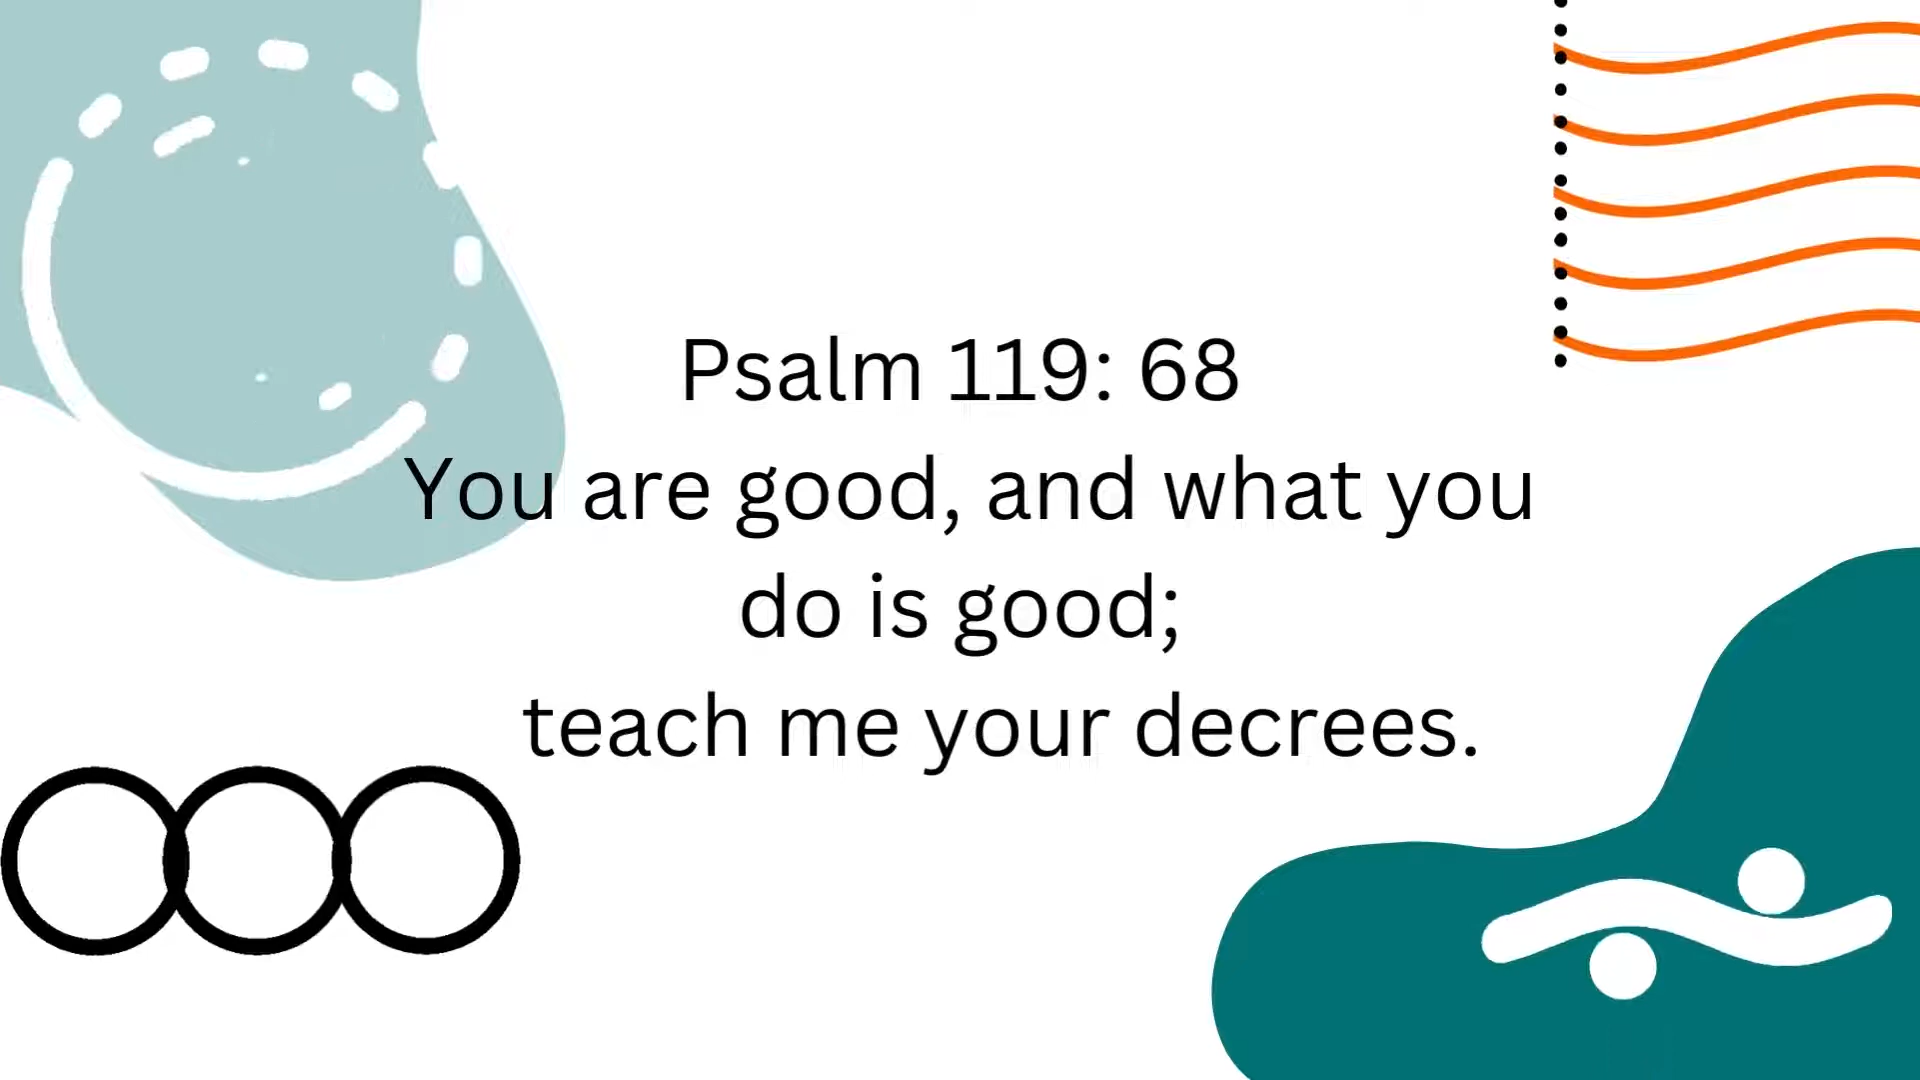 Psalm 119: 68
You are good, and what you
do is good;
teach me your decrees.